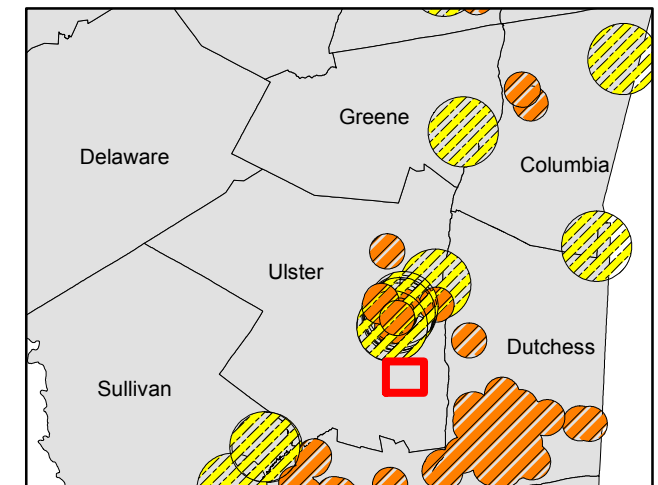 Greene
Delaware
Columbia
Ulster
Dutchess
Sullivan